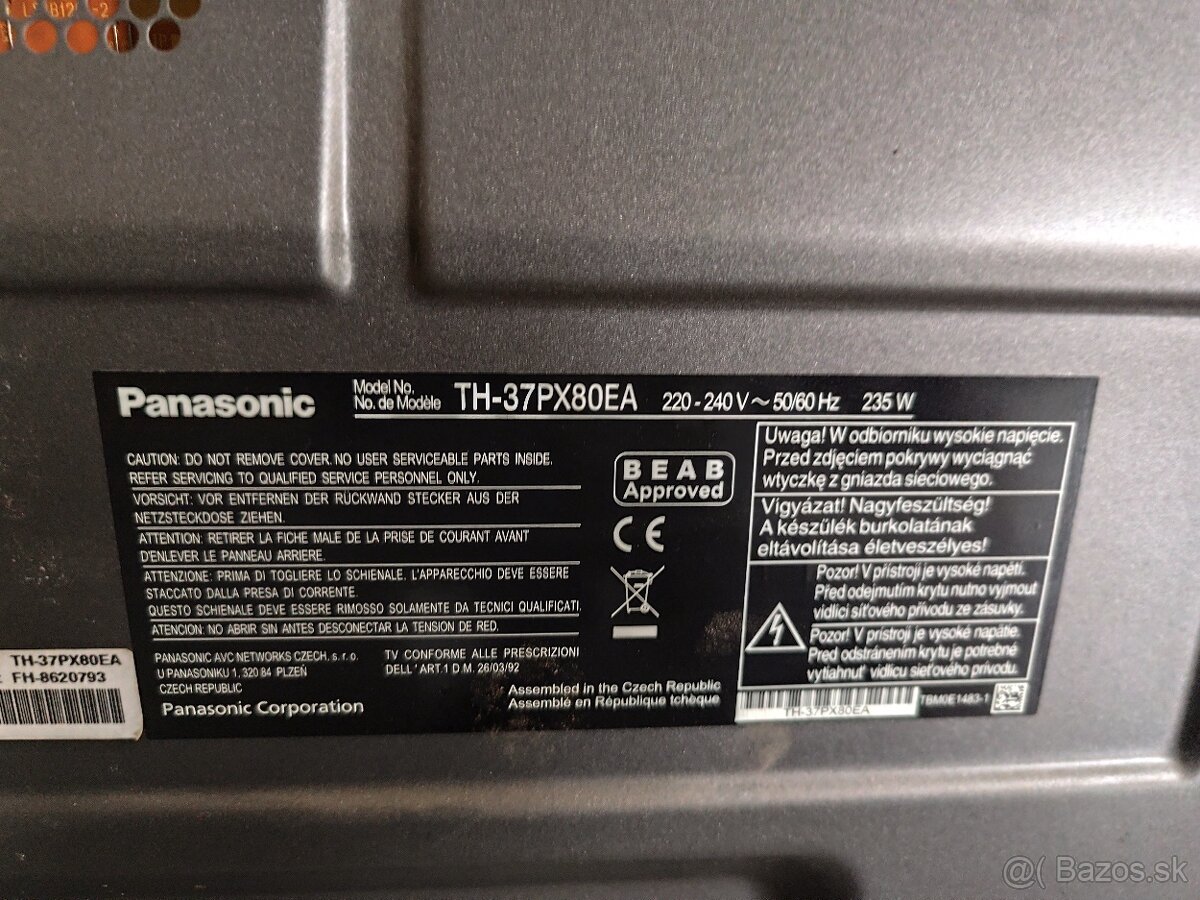 Panasonic
Model No.
No. de Modèle
TH-37PX80EA
220 - 240 V ~ 50/60 Hz 235 W
CAUTION: DO NOT REMOVE COVER. NO USER SERVICEABLE PARTS INSIDE.
REFER SERVICING TO QUALIFIED SERVICE PERSONNEL ONLY.
VORSICHT: VOR ENTFERNEN DER RÜCKWAND STECKER AUS DER
NETZSTECKDOSE ZIEHEN.
ATTENTION: RETIRER LA FICHE MALE DE LA PRISE DE COURANT AVANT
D'ENLEVER LE PANNEAU ARRIERE.
ATTENZIONE: PRIMA DI TOGLIERE LO SCHIENALE. L'APPARECCHIO DEVE ESSERE
STACCATO DALLA PRESA DI CORRENTE.
QUESTO SCHIENALE DEVE ESSERE RIMOSSO SOLAMENTE DA TECNICI QUALIFICATI.
ATENCION: NO ABRIR SIN ANTES DESCONECTAR LA TENSION DE RED.
PANASONIC AVC NETWORKS CZECH, s. r. o.
U PANASONIKU 1, 320 84 PLZEŇ
CZECH REPUBLIC
TV CONFORME ALLE PRESCRIZIONI
DELL 'ART.1 D M. 26/03/92
Panasonic Corporation
Assembled in the Czech Republic
Assemblé en République tchèque
BEAB
Approved
CE
Uwaga! W odbiorniku wysokie napięcie.
Przed zdjęciem pokrywy wyciągnąć
wtyczkę z gniazda sieciowego.
Vigyázat! Nagyfeszültség!
A készülék burkolatának
eltávolítása életveszélyes!
Pozor! V přístroji je vysoké napětí.
Před odejmutím krytu nutno vyjmout
vidlici síťového přívodu ze zásuvky.
Pozor! V prístroji je vysoké napätie.
Pred odstránením krytu je potrebné
vytiahnuť vidlicu sieťového prívodu.
TH-37PX80EA
TBM0E1483-1
TH-37PX80EA
FH-8620793
@( Bazos.sk